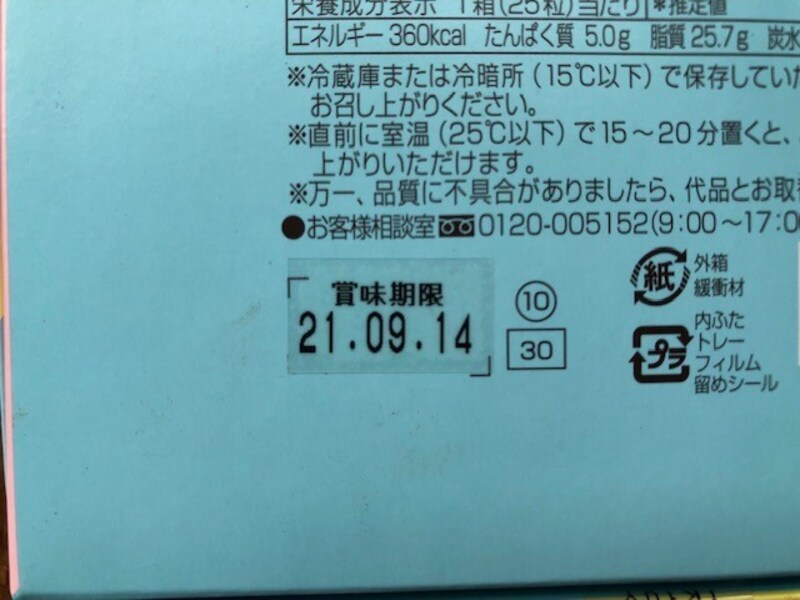 栄養成分表示 1箱(25粒)当たり *推定値
エネルギー 360kcal たんぱく質 5.0g 脂質 25.7g 炭水
※冷蔵庫または冷暗所(15℃以下)で保存してい
お召し上がりください。
※直前に室温(25℃以下)で15〜20分置くと、
上がりいただけます。
※万一、品質に不具合がありましたら、代品とお取
●お客様相談室 0120-005152(9:00〜17:0
賞味期限
21.09.14
10
30
紙
外箱
緩衝材
プラ
内ふた
トレー
フィルム
留めシール